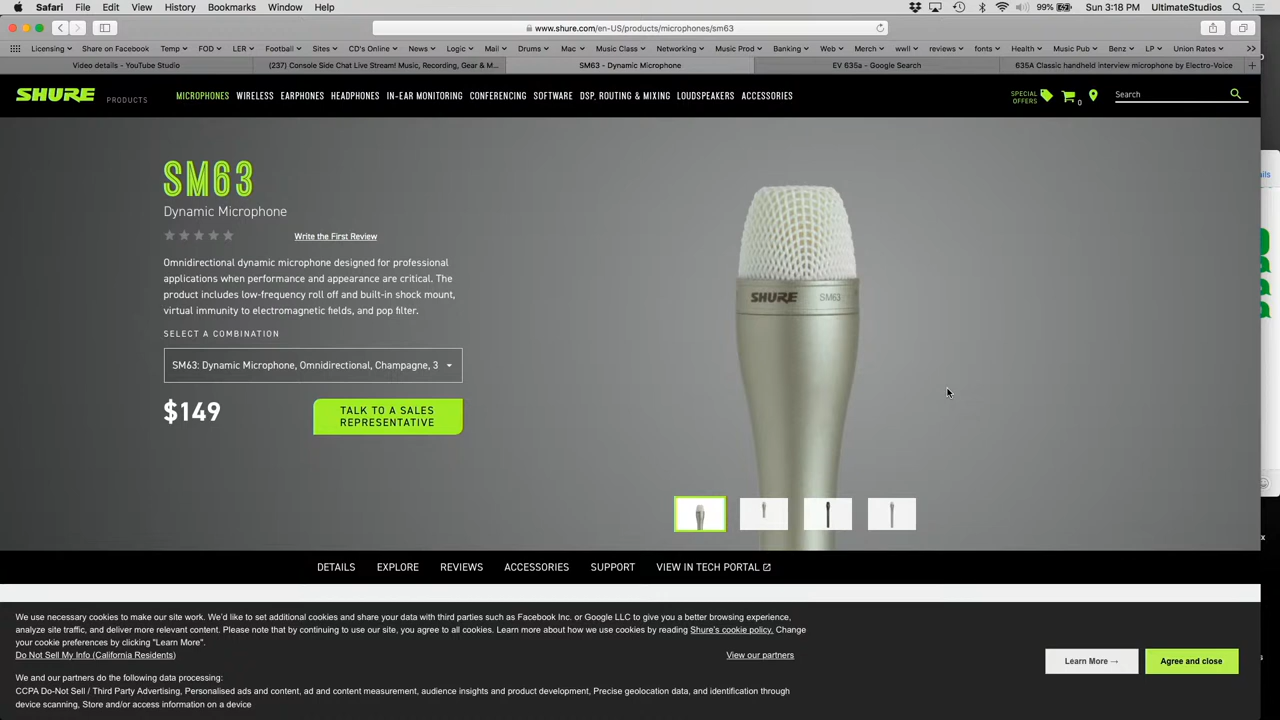 Safari File Edit View History Bookmarks Window Help
99% Sun 3:18 PM UltimateStudios
www.shure.com/en-US/products/microphones/sm63
Licensing Share on Facebook Temp FOD LER Football Sites CD's Online News Logic Mail Drums Mac Music Class Networking Music Prod Banking Web Merch wwll reviews fonts Health Music Pub Benz LP Union Rates
Video details - YouTube Studio
(237) Console Side Chat Live Stream! Music, Recording, Gear & M...
SM63 - Dynamic Microphone
EV 635a - Google Search
635A Classic handheld interview microphone by Electro-Voice
SHURE PRODUCTS MICROPHONES WIRELESS EARPHONES HEADPHONES IN-EAR MONITORING CONFERENCING SOFTWARE DSP, ROUTING & MIXING LOUDSPEAKERS ACCESSORIES
SPECIAL
OFFERS
0
Search
SM63
Dynamic Microphone
Write the First Review
Omnidirectional dynamic microphone designed for professional
applications when performance and appearance are critical. The
product includes low-frequency roll off and built-in shock mount,
virtual immunity to electromagnetic fields, and pop filter.
SELECT A COMBINATION
SM63: Dynamic Microphone, Omnidirectional, Champagne, 3
$149
TALK TO A SALES
REPRESENTATIVE
SHURE SM63
DETAILS EXPLORE REVIEWS ACCESSORIES SUPPORT VIEW IN TECH PORTAL
We use necessary cookies to make our site work. We'd like to set additional cookies and share your data with third parties such as Facebook Inc. or Google LLC to give you a better browsing experience,
analyze site traffic, and deliver more relevant content. Please note that by continuing to use our site, you agree to all cookies. Learn more about how we use cookies by reading Shure's cookie policy. Change
your cookie preferences by clicking "Learn More".
Do Not Sell My Info (California Residents)
View our partners
Learn More →
Agree and close
We and our partners do the following data processing:
CCPA Do-Not Sell / Third Party Advertising, Personalised ads and content, ad and content measurement, audience insights and product development, Precise geolocation data, and identification through
device scanning, Store and/or access information on a device